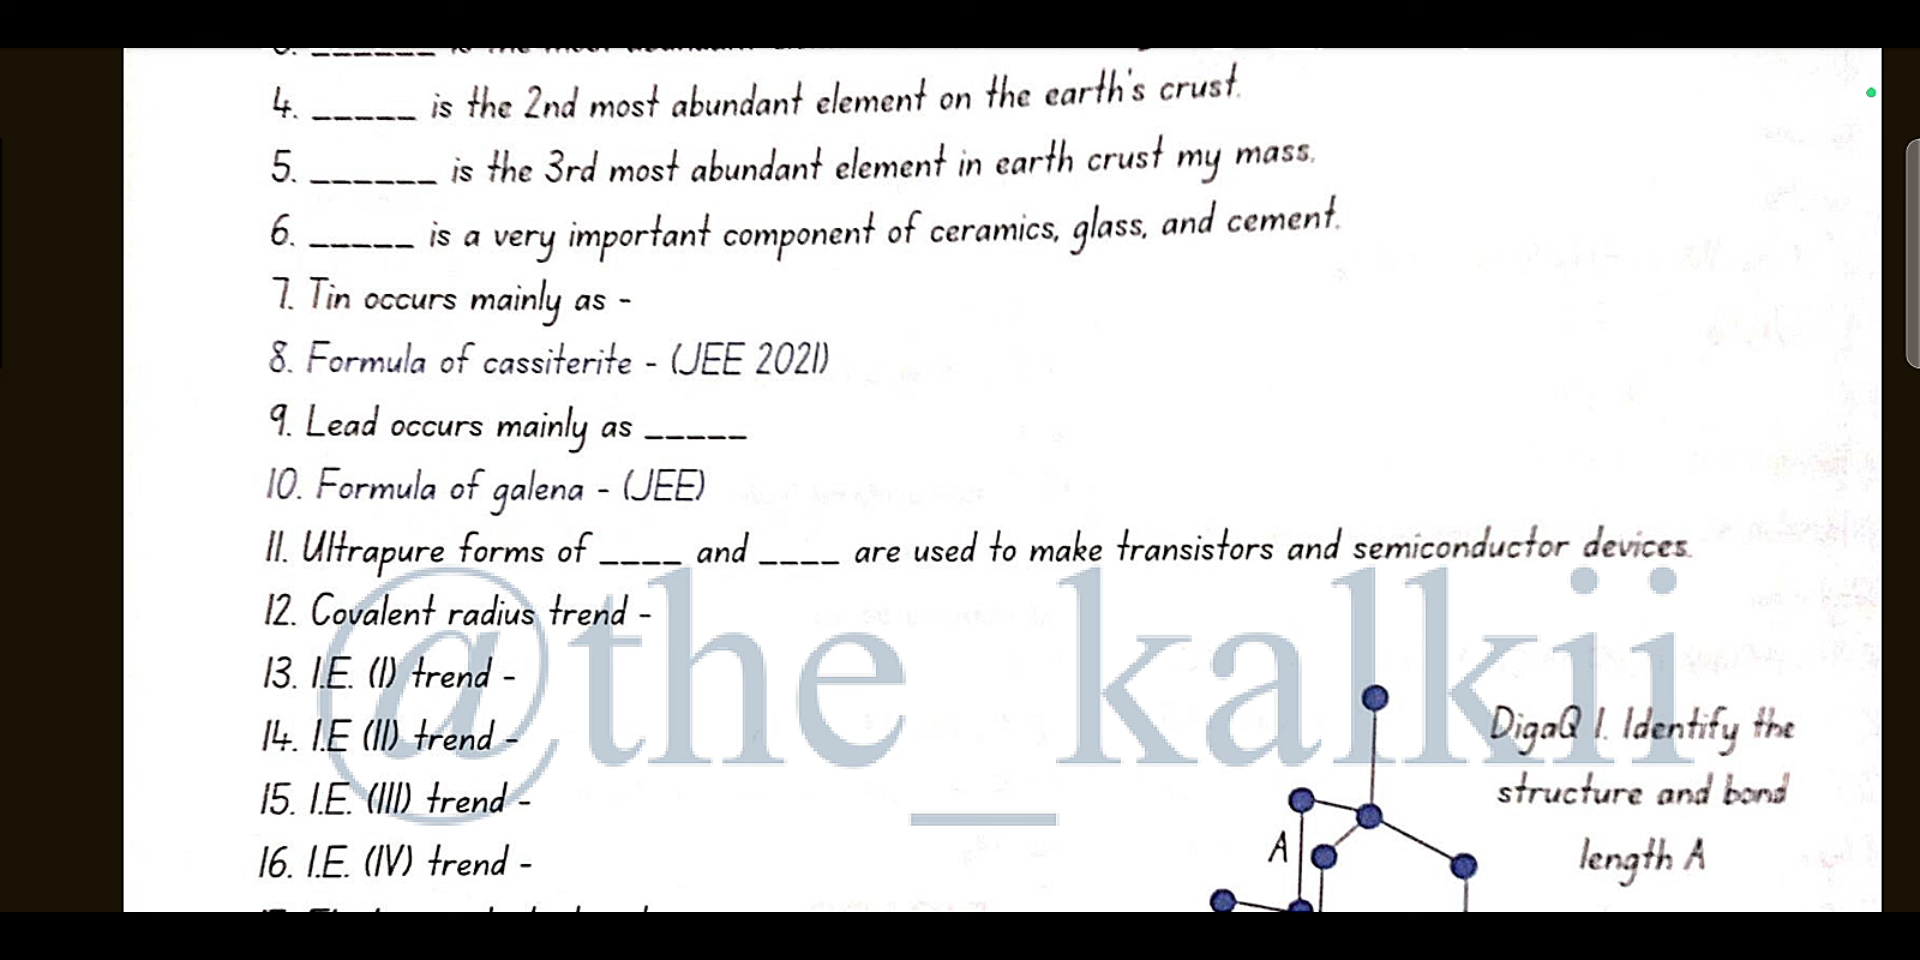 4. _____ is the 2nd most abundant element on the earth's crust.
5. ______ is the 3rd most abundant element in earth crust my mass.
6. _____ is a very important component of ceramics, glass, and cement.
7. Tin occurs mainly as -
8. Formula of cassiterite - (JEE 2021)
9. Lead occurs mainly as _____
10. Formula of galena - (JEE)
11. Ultrapure forms of ____ and ____ are used to make transistors and semiconductor devices.
12. Covalent radius trend -
13. I.E. (I) trend -
14. I.E (II) trend -
15. I.E. (III) trend -
16. I.E. (IV) trend -
@the_kalkii
DigaQ 1. Identify the
structure and bond
length A
A